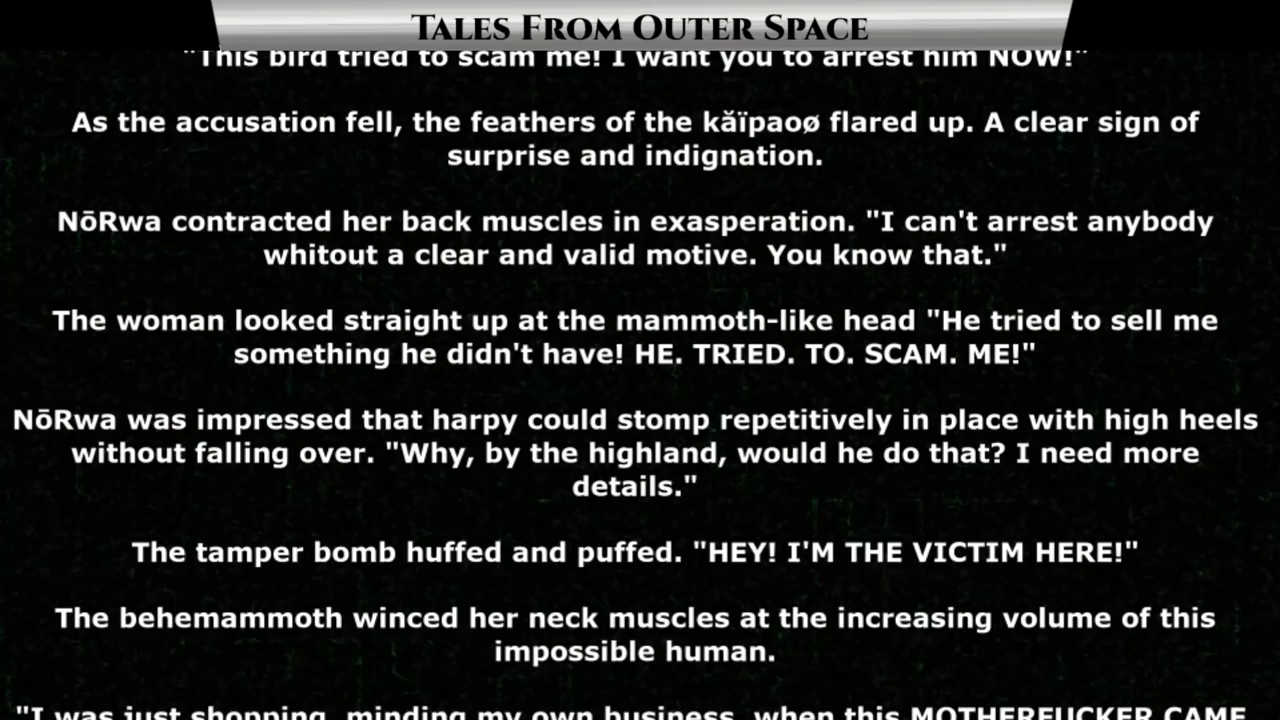 Tales From Outer Space
"This bird tried to scam me! I want you to arrest him NOW!"
As the accusation fell, the feathers of the kăïpaoø flared up. A clear sign of
surprise and indignation.
NōRwa contracted her back muscles in exasperation. "I can't arrest anybody
whitout a clear and valid motive. You know that."
The woman looked straight up at the mammoth-like head "He tried to sell me
something he didn't have! HE. TRIED. TO. SCAM. ME!"
NōRwa was impressed that harpy could stomp repetitively in place with high heels
without falling over. "Why, by the highland, would he do that? I need more
details."
The tamper bomb huffed and puffed. "HEY! I'M THE VICTIM HERE!"
The behemammoth winced her neck muscles at the increasing volume of this
impossible human.
"I was just shopping, minding my own business, when this MOTHERFUCKER CAME